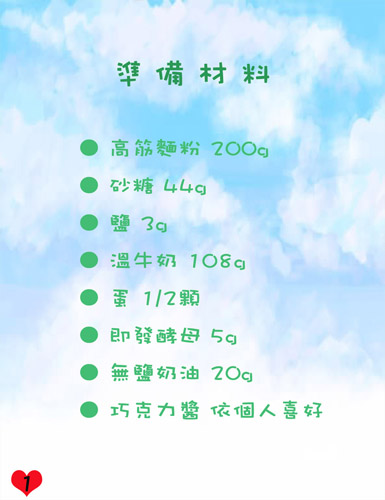 準備材料
● 高筋麵粉 200g
● 砂糖 44g
● 鹽 3g
● 溫牛奶 108g
● 蛋 1/2顆
● 即發酵母 5g
● 無鹽奶油 20g
● 巧克力醬 依個人喜好
1